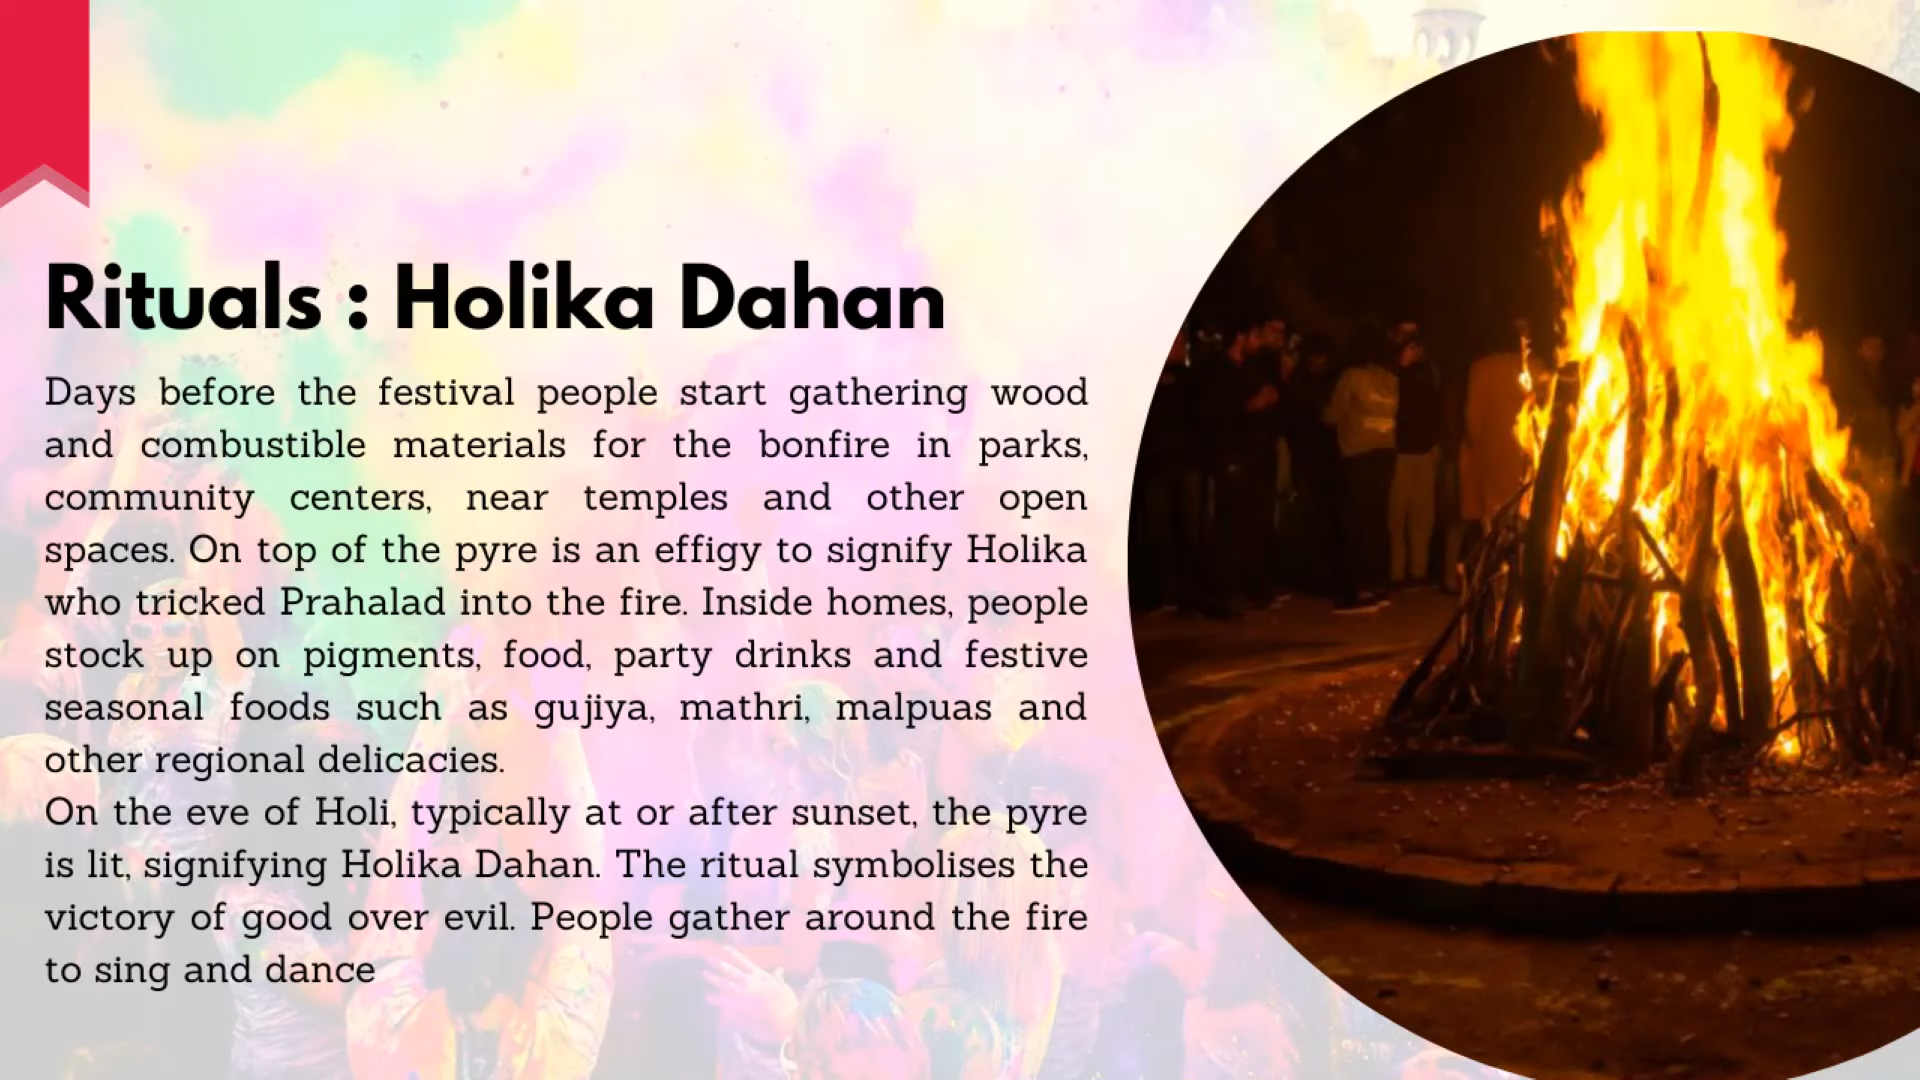 Rituals : Holika Dahan
Days before the festival people start gathering wood
and combustible materials for the bonfire in parks,
community centers, near temples and other open
spaces. On top of the pyre is an effigy to signify Holika
who tricked Prahalad into the fire. Inside homes, people
stock up on pigments, food, party drinks and festive
seasonal foods such as gujiya, mathri, malpuas and
other regional delicacies.
On the eve of Holi, typically at or after sunset, the pyre
is lit, signifying Holika Dahan. The ritual symbolises the
victory of good over evil. People gather around the fire
to sing and dance